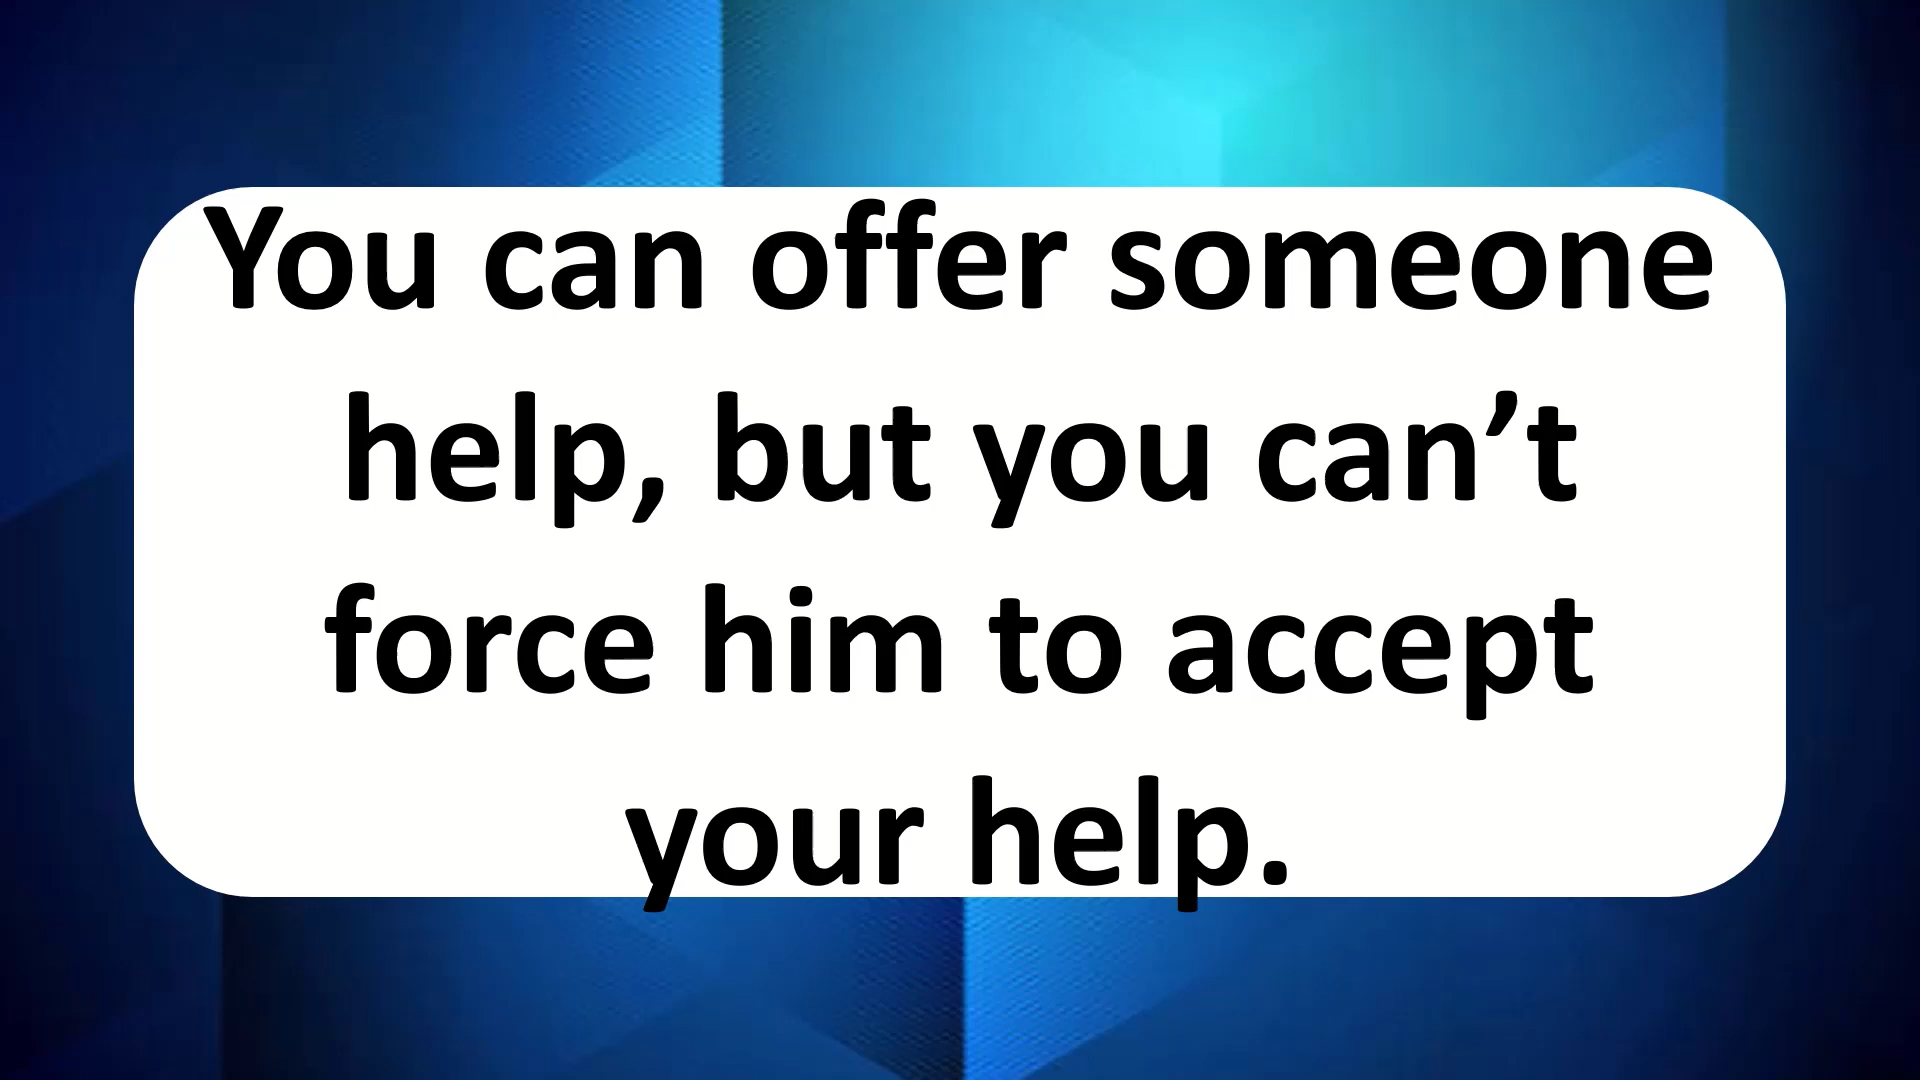 You can offer someone
help, but you can’t
force him to accept
your help.